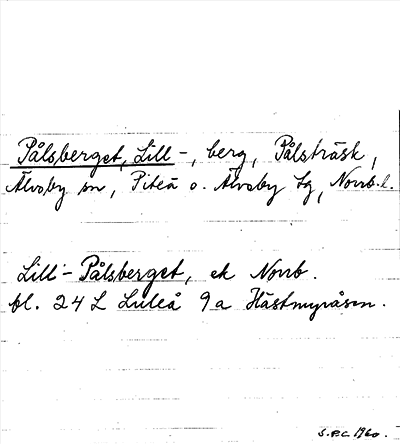 Pålsberget, Lill-, berg, Pålsträsk,
Älvsby sn, Piteå o. Älvsby tg, Norrb. l.
Lill-Pålsberget, ek Norrb.
bl. 24 L Luleå 9a Hästmyråsen.
S.P.C. 1960.